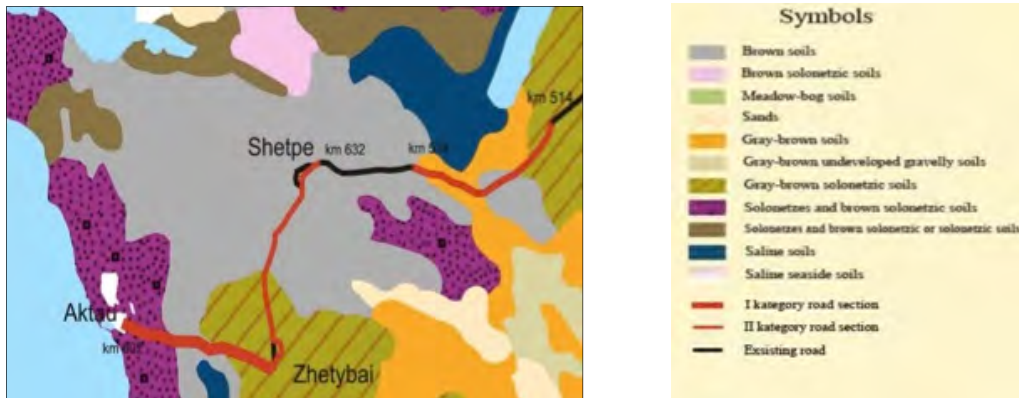 km 514
Shetpe
km 632
km
Aktau
km
Zhetybai
Symbols
Brown soils
Brown solonetzic soils
Meadow-bog soils
Sands
Gray-brown soils
Gray-brown undeveloped gravelly soils
Gray-brown solonetzic soils
Solonetzes and brown solonetzic soils
Solonetzes and brown solonetzic or solonetzic soils
Saline soils
Saline seaside soils
I kategory road section
II kategory road section
Exsisting road